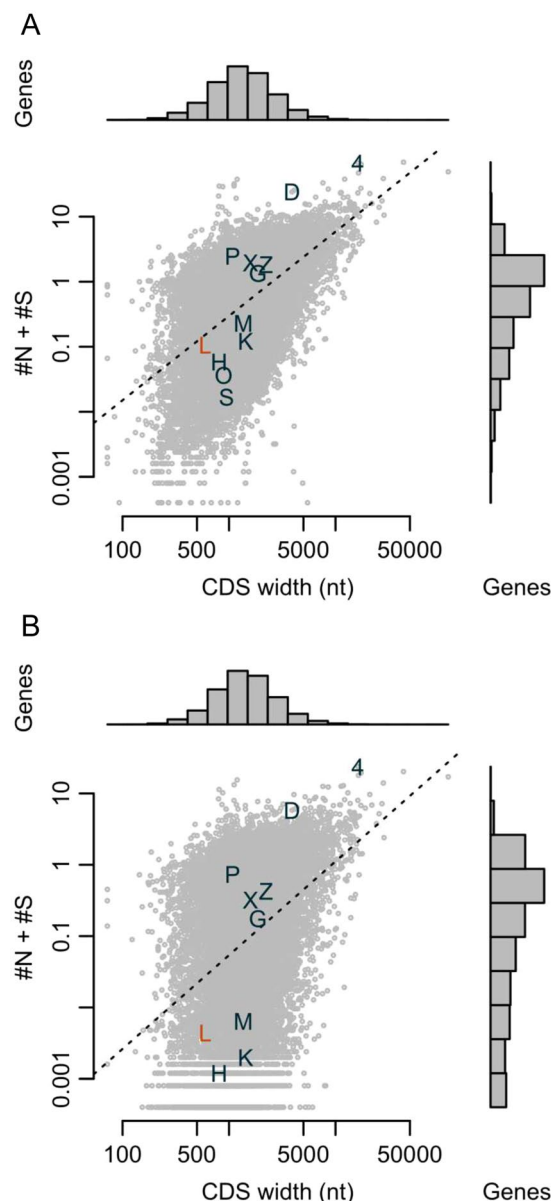 A
Genes
4
D
P
X Z
G
M
K
L
H
O
S
#N + #S
10
1
0.1
0.001
100 500 5000 50000
CDS width (nt)
Genes
B
Genes
4
D
P
Z
X
G
M
L
K
H
#N + #S
10
1
0.1
0.001
100 500 5000 50000
CDS width (nt)
Genes